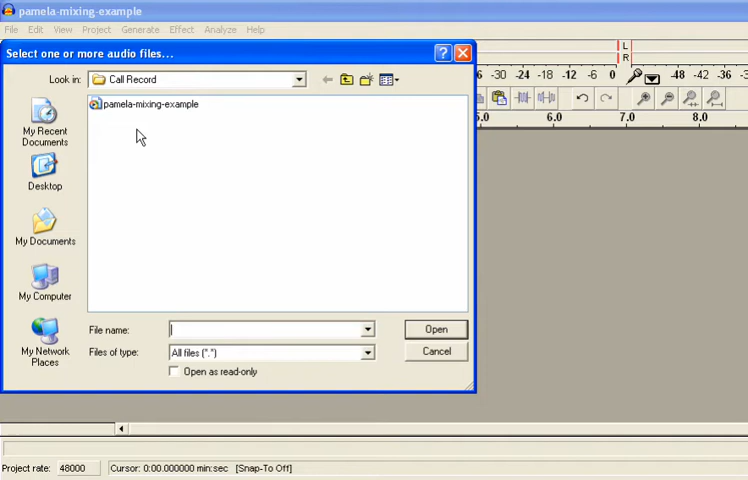 pamela-mixing-example
File Edit View Project Generate Effect Analyze Help
Select one or more audio files...
L
R
Look in: Call Record
-36 -30 -24 -18 -12 -6 0 -48 -42 -36
pamela-mixing-example
5.0 6.0 7.0 8.0
My Recent
Documents
Desktop
My Documents
My Computer
My Network
Places
File name: Open
Files of type: All files (*.*) Cancel
Open as read-only
Project rate: 48000 Cursor: 0:00.000000 min:sec [Snap-To Off]